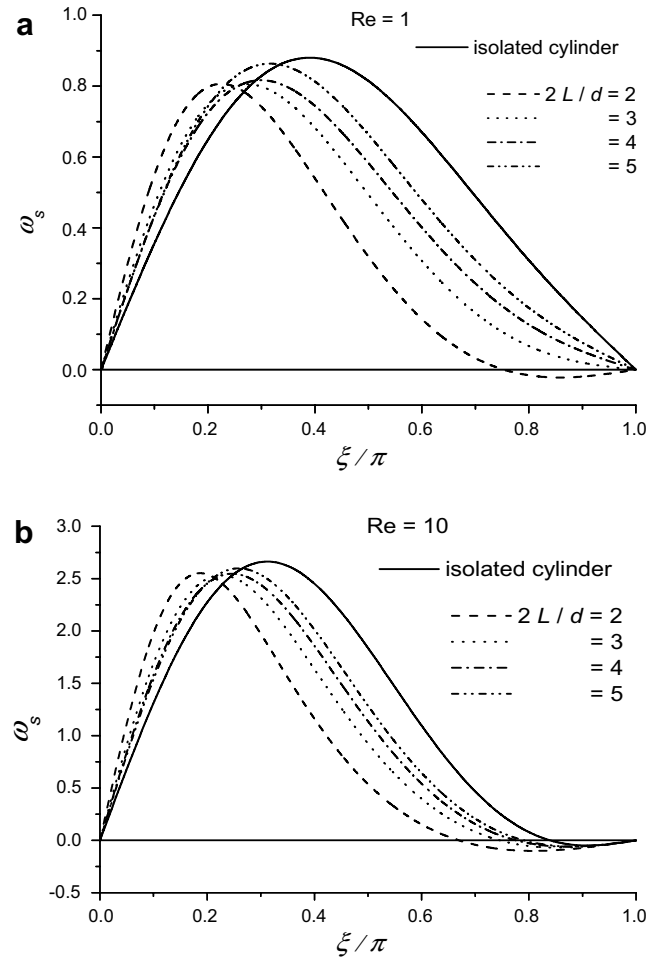 a
Re = 1
isolated cylinder
2 L / d = 2
= 3
= 4
= 5
1.0
0.8
0.6
0.4
0.2
0.0
ω_s
0.0 0.2 0.4 0.6 0.8 1.0
ξ / π
b
Re = 10
isolated cylinder
2 L / d = 2
= 3
= 4
= 5
3.0
2.5
2.0
1.5
1.0
0.5
0.0
-0.5
ω_s
0.0 0.2 0.4 0.6 0.8 1.0
ξ / π